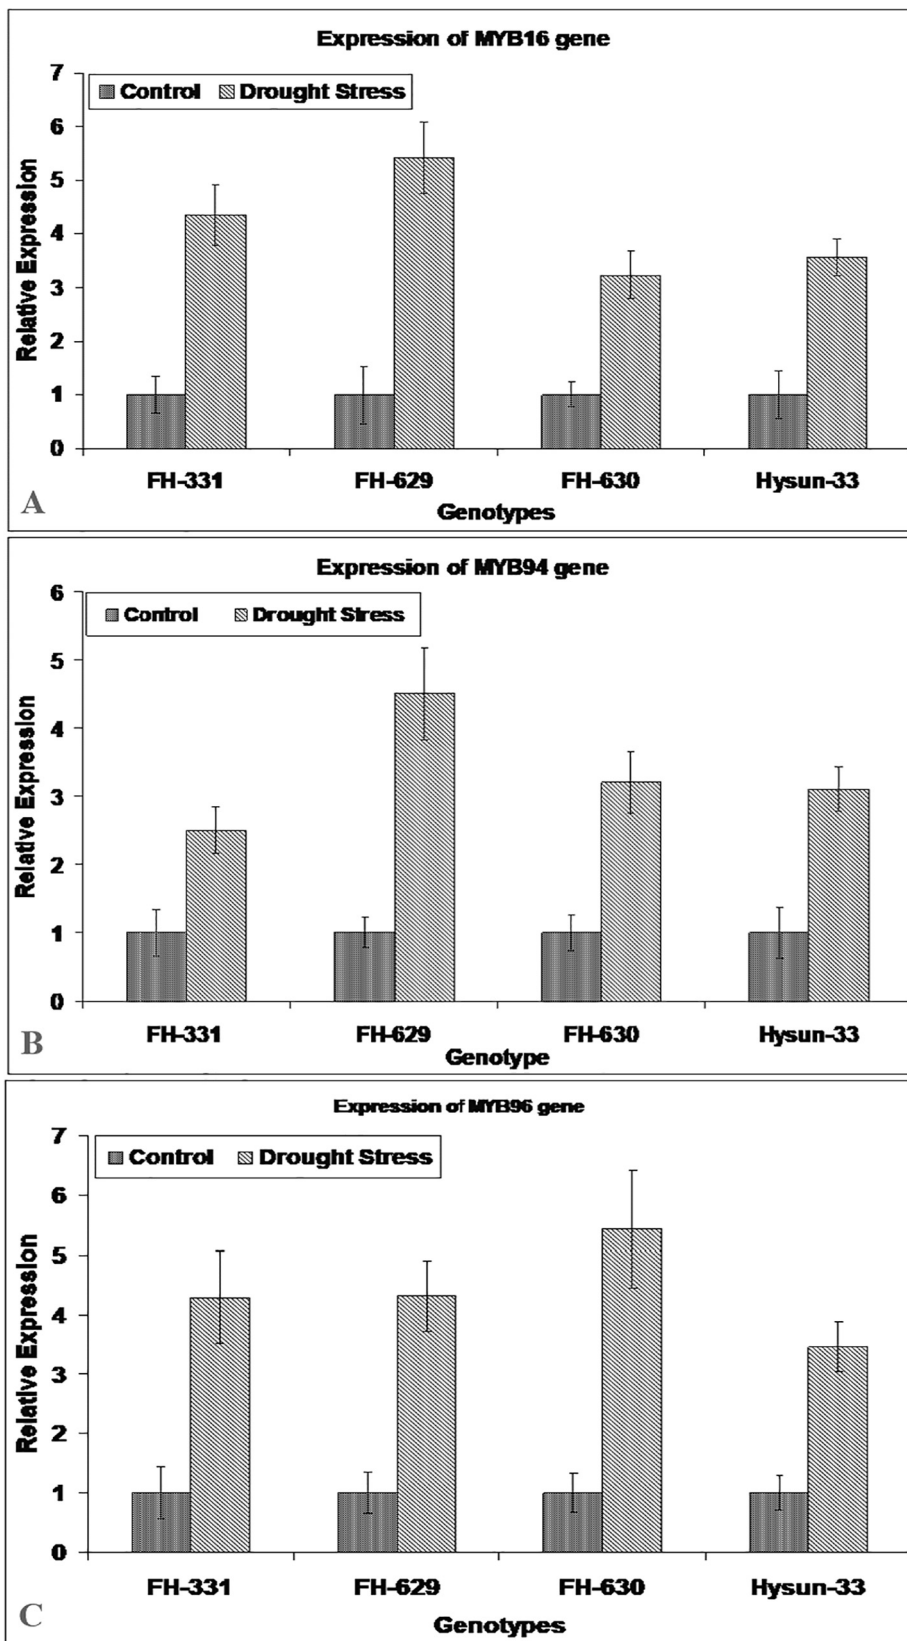 Expression of MYB16 gene
7
Control Drought Stress
6
5
4
3
2
1
0
Relative Expression
FH-331 FH-629 FH-630 Hysun-33
Genotypes
A
Expression of MYB94 gene
6
Control Drought Stress
5
4
3
2
1
0
Relative Expression
FH-331 FH-629 FH-630 Hysun-33
Genotype
B
Expression of MYB96 gene
7
Control Drought Stress
6
5
4
3
2
1
0
Relative Expression
FH-331 FH-629 FH-630 Hysun-33
Genotypes
C